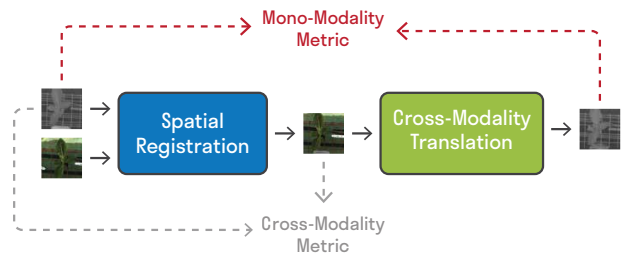 Mono-Modality
Metric
Spatial
Registration
Cross-Modality
Translation
Cross-Modality
Metric